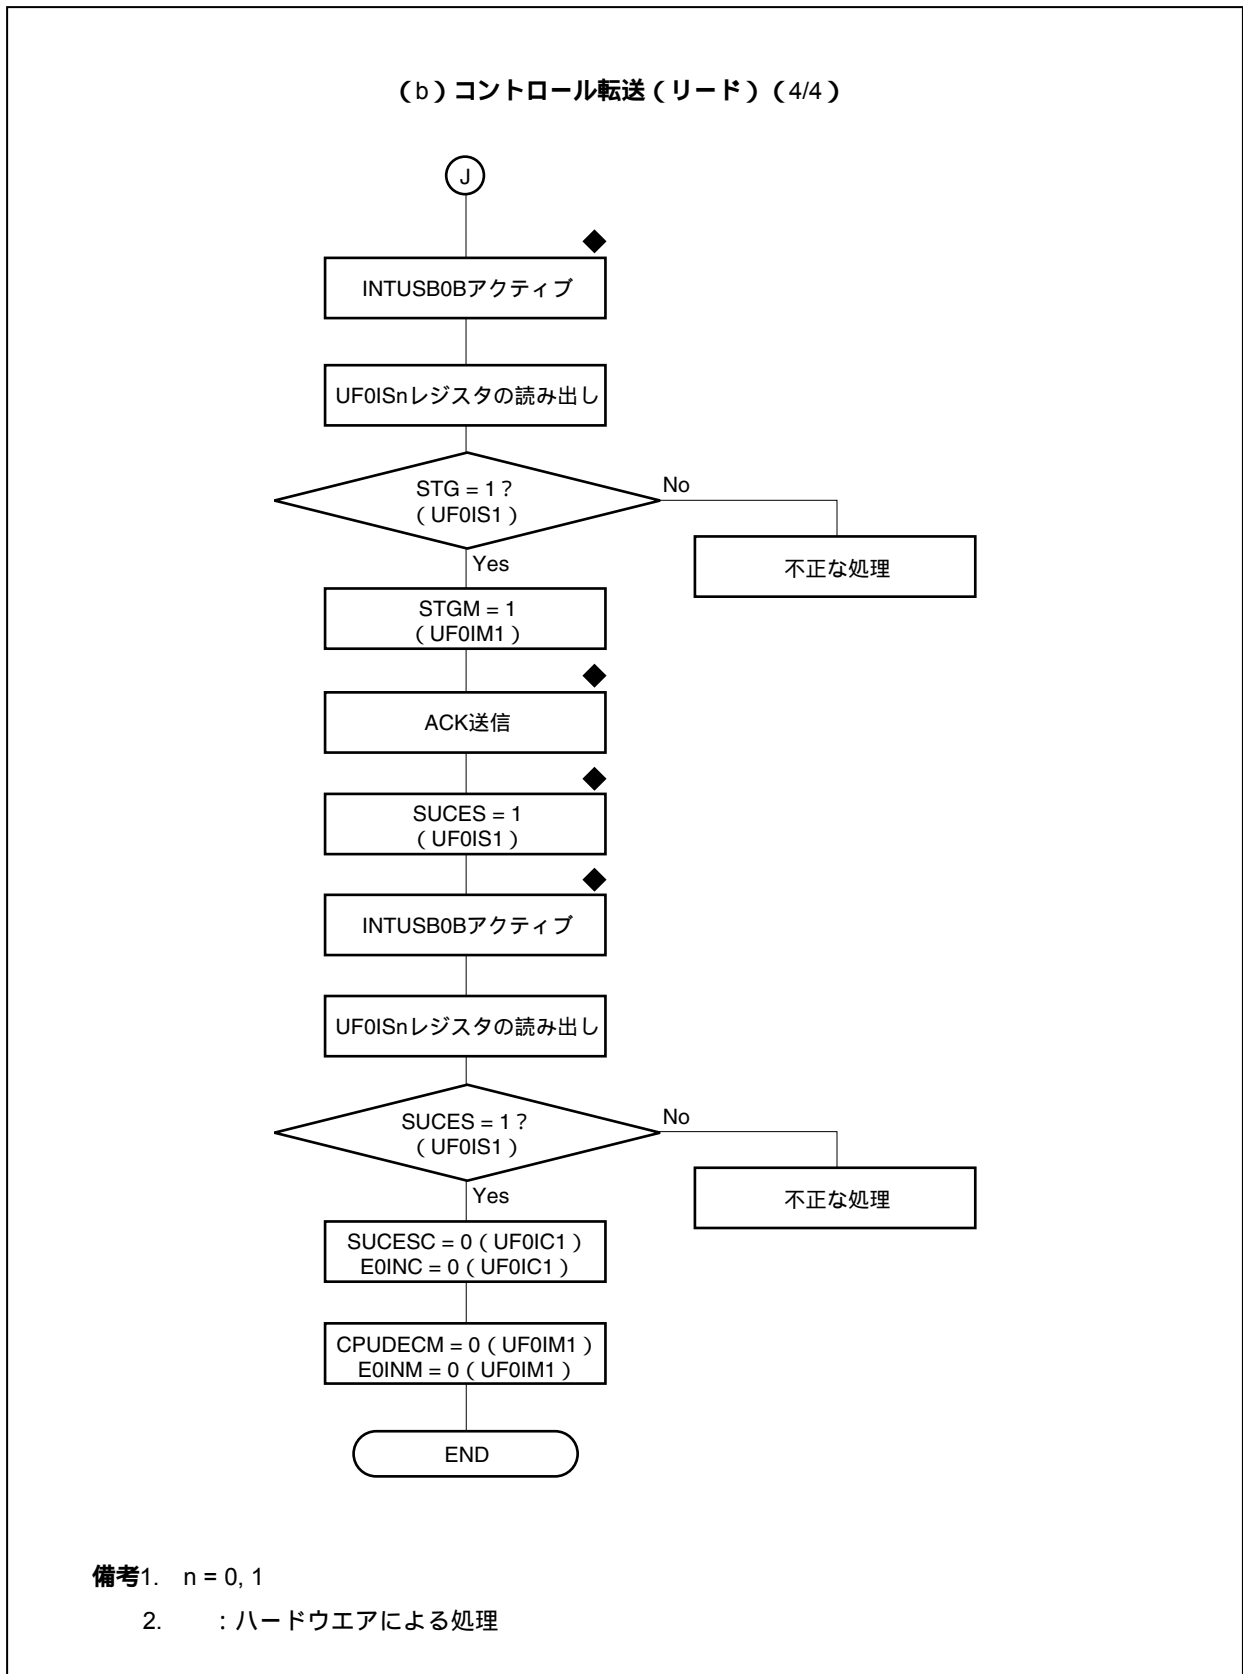 （b）コントロール転送（リード）（4/4）
J
INTUSB0Bアクティブ
UF0ISnレジスタの読み出し
STG = 1？
（UF0IS1）
No
不正な処理
Yes
STGM = 1
（UF0IM1）
ACK送信
SUCES = 1
（UF0IS1）
INTUSB0Bアクティブ
UF0ISnレジスタの読み出し
SUCES = 1？
（UF0IS1）
No
不正な処理
Yes
SUCESC = 0（UF0IC1）
E0INC = 0（UF0IC1）
CPUDECM = 0（UF0IM1）
E0INM = 0（UF0IM1）
END
備考1. n = 0, 1
2. ：ハードウエアによる処理